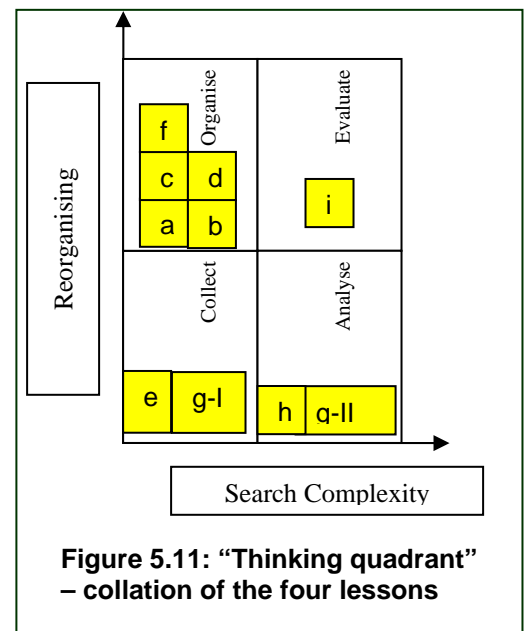 Organise
Evaluate
f
c
d
i
a
b
Reorganising
Collect
Analyse
e
g-I
h
g-II
Search Complexity
Figure 5.11: “Thinking quadrant”
– collation of the four lessons